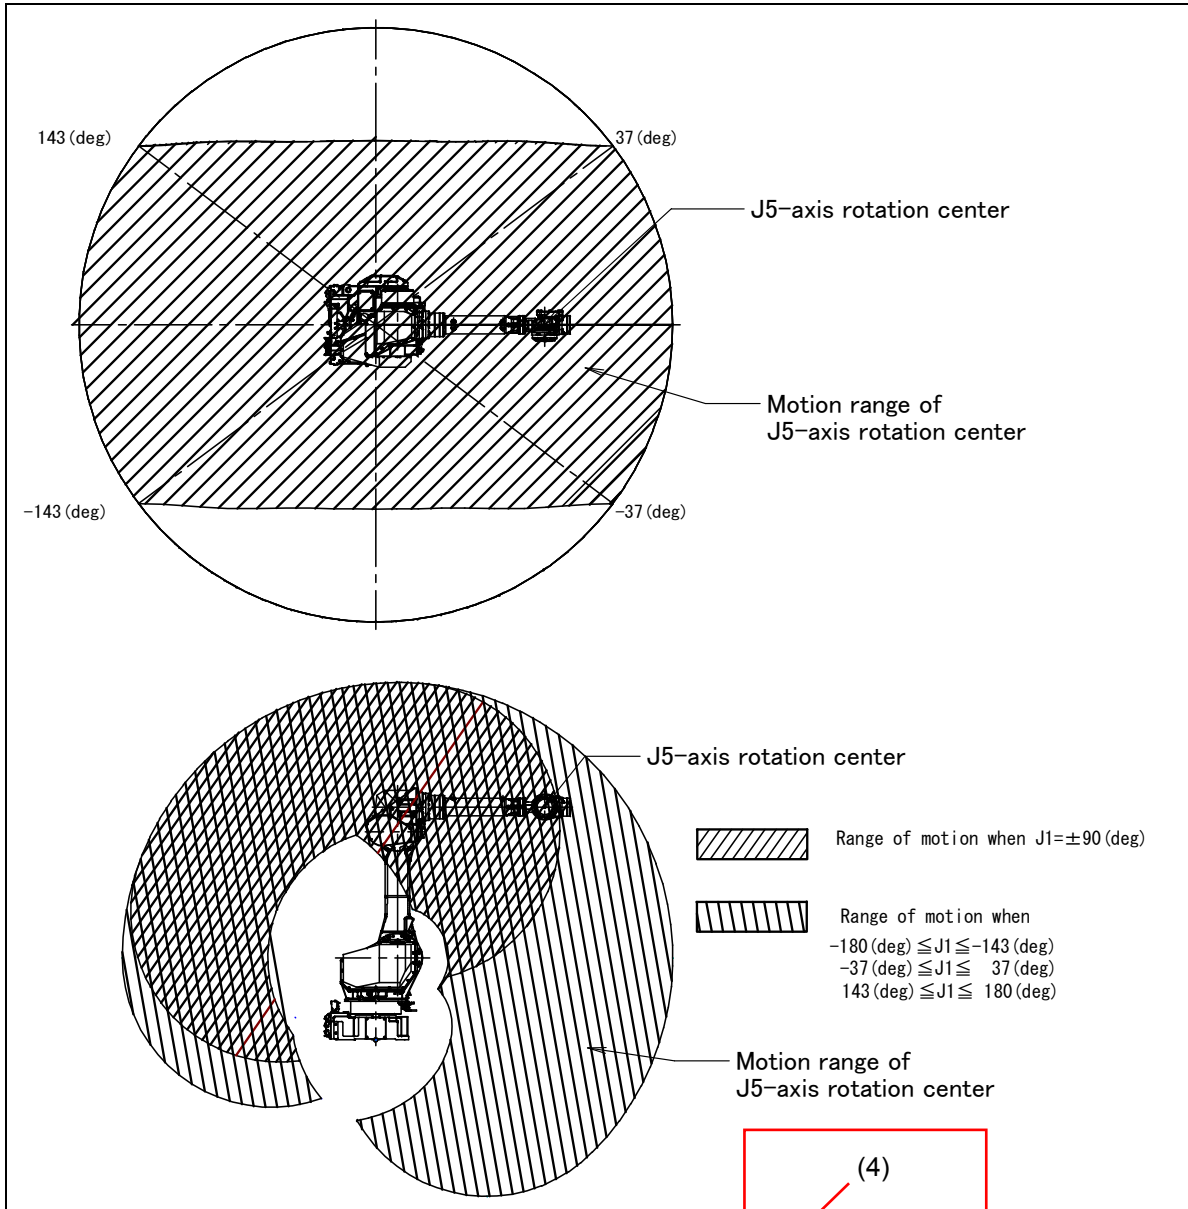 143(deg)
37(deg)
J5-axis rotation center
Motion range of
J5-axis rotation center
-143(deg)
-37(deg)
J5-axis rotation center
Range of motion when J1=±90(deg)
Range of motion when
-180(deg)≦J1≦-143(deg)
-37(deg)≦J1≦ 37(deg)
143(deg)≦J1≦ 180(deg)
Motion range of
J5-axis rotation center
(4)